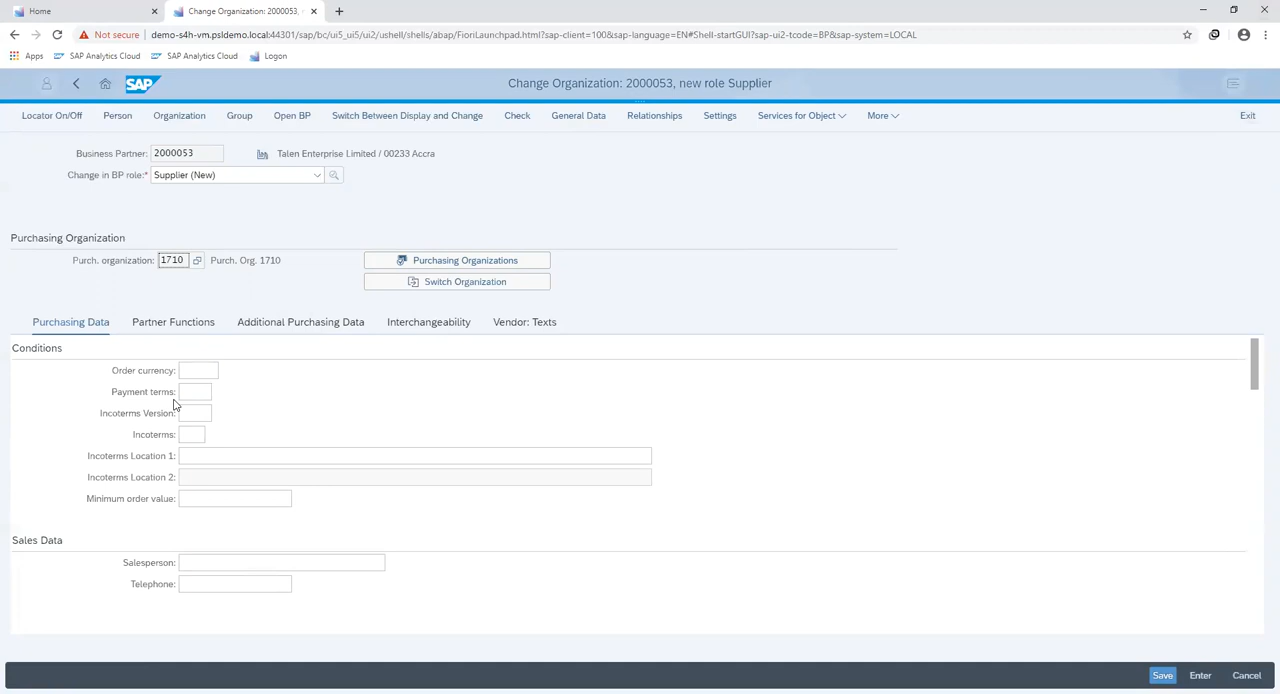 Home
Change Organization: 2000053,
Not secure demo-s4h-vm.psldemo.local:44301/sap/bc/ui5_ui5/ui2/ushell/shells/abap/FioriLaunchpad.html?sap-client=100&sap-language=EN#Shell-startGUI?sap-ui2-tcode=BP&sap-system=LOCAL
Apps SAP Analytics Cloud SAP Analytics Cloud Logon
SAP Change Organization: 2000053, new role Supplier
Locator On/Off Person Organization Group Open BP Switch Between Display and Change Check General Data Relationships Settings Services for Object More Exit
Business Partner: 2000053 Talen Enterprise Limited / 00233 Accra
Change in BP role:* Supplier (New)
Purchasing Organization
Purch. organization: 1710 Purch. Org. 1710 Purchasing Organizations
Switch Organization
Purchasing Data Partner Functions Additional Purchasing Data Interchangeability Vendor: Texts
Conditions
Order currency:
Payment terms:
Incoterms Version:
Incoterms:
Incoterms Location 1:
Incoterms Location 2:
Minimum order value:
Sales Data
Salesperson:
Telephone:
Save Enter Cancel